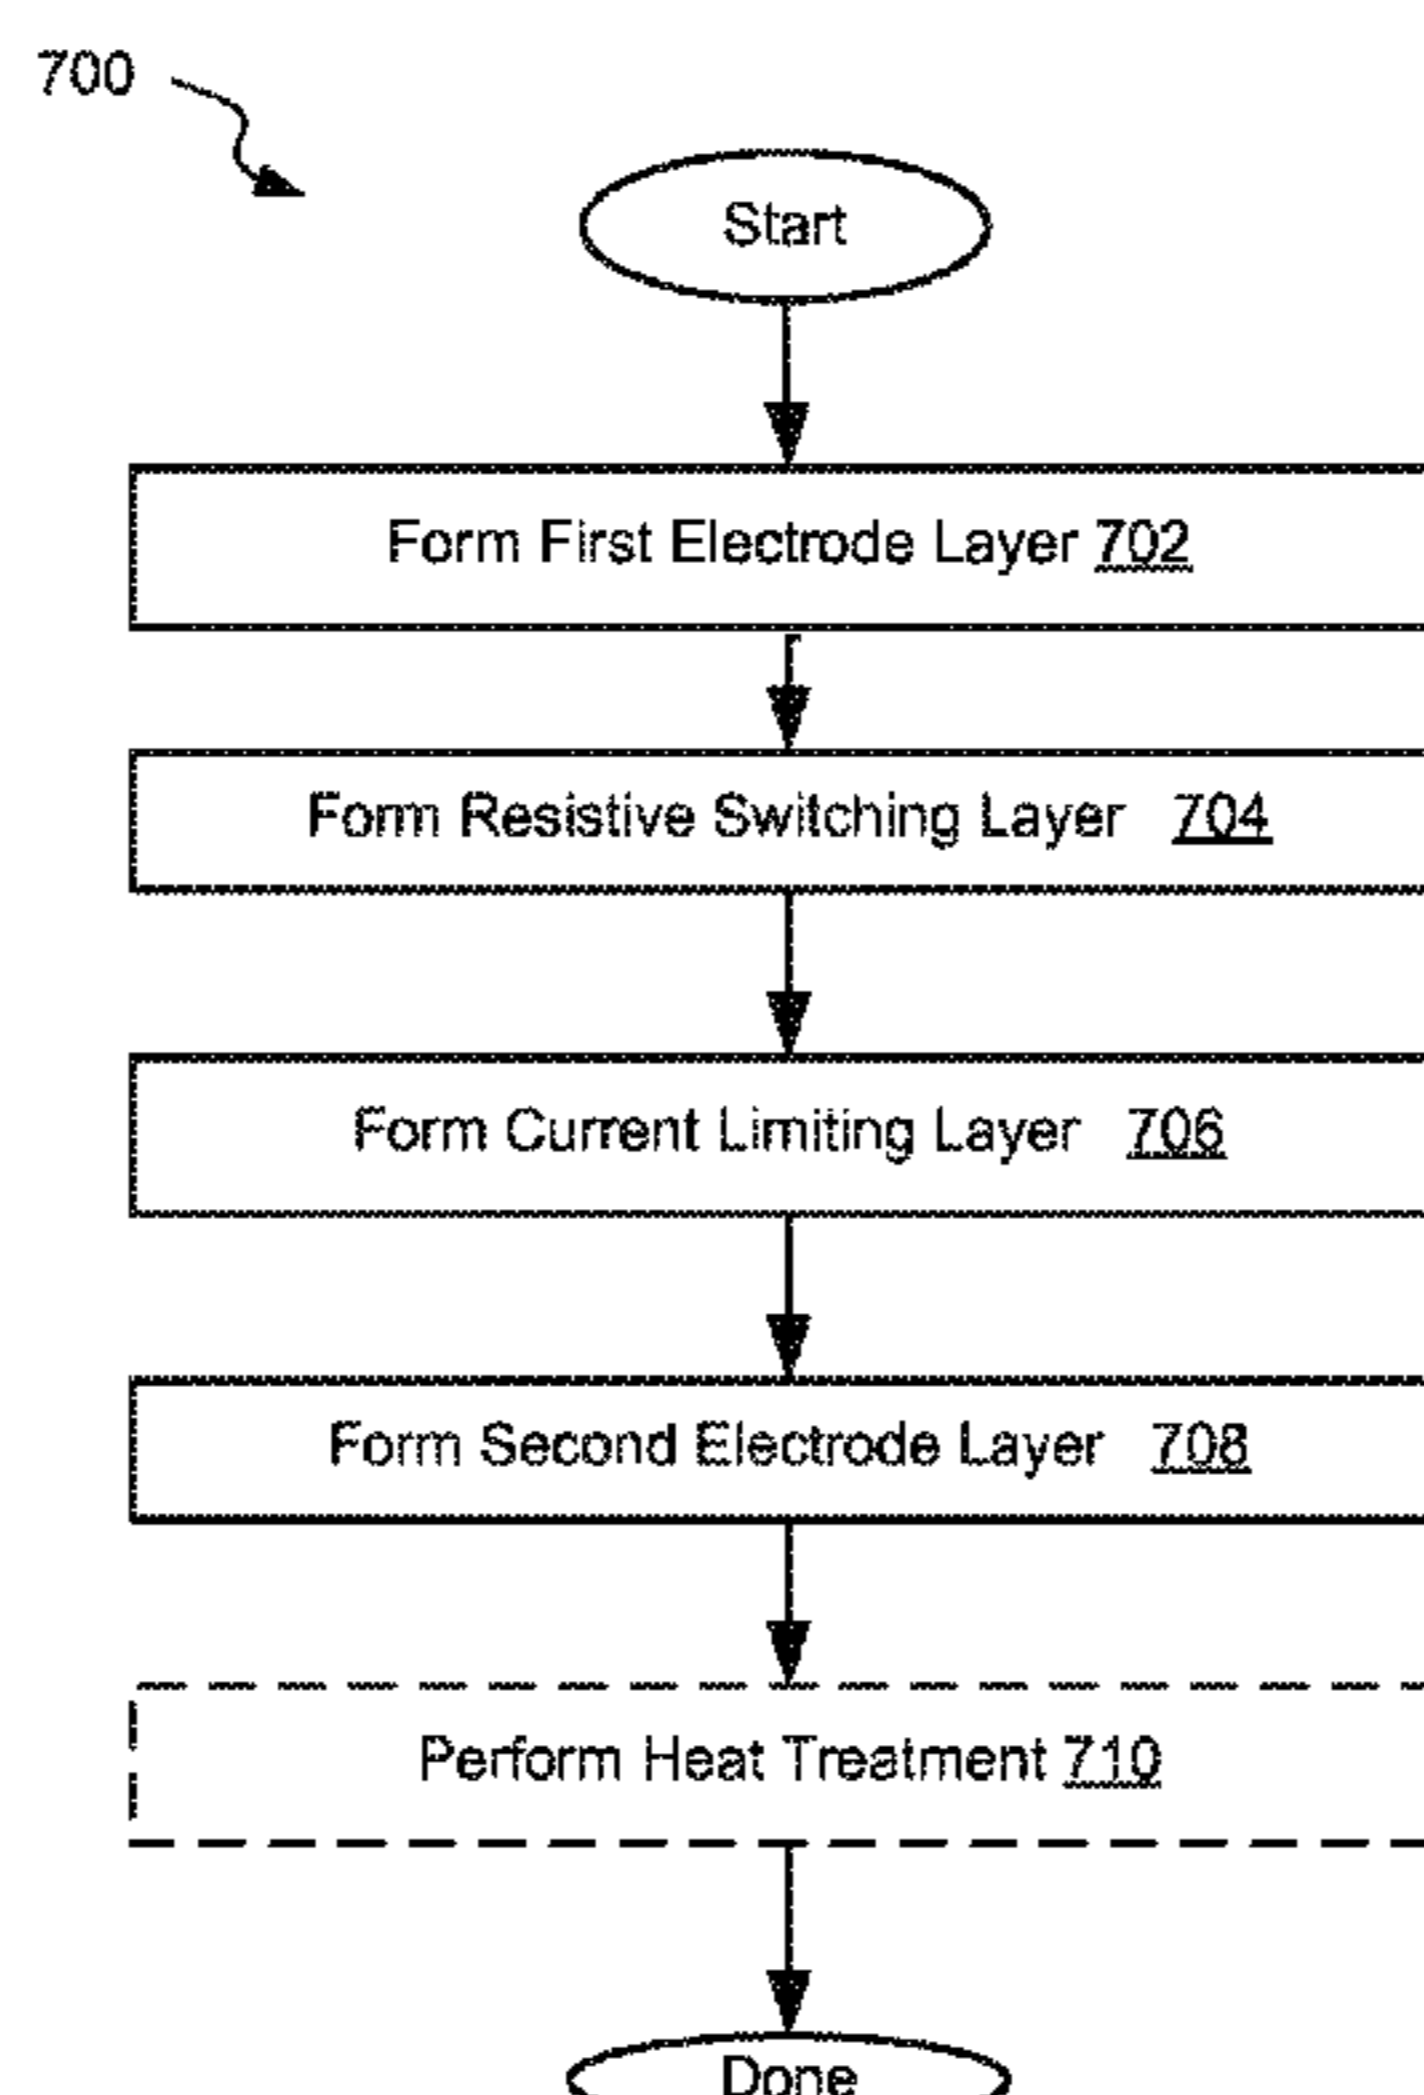 700
Start
Form First Electrode Layer 702
Form Resistive Switching Layer 704
Form Current Limiting Layer 706
Form Second Electrode Layer 708
Perform Heat Treatment 710
Done